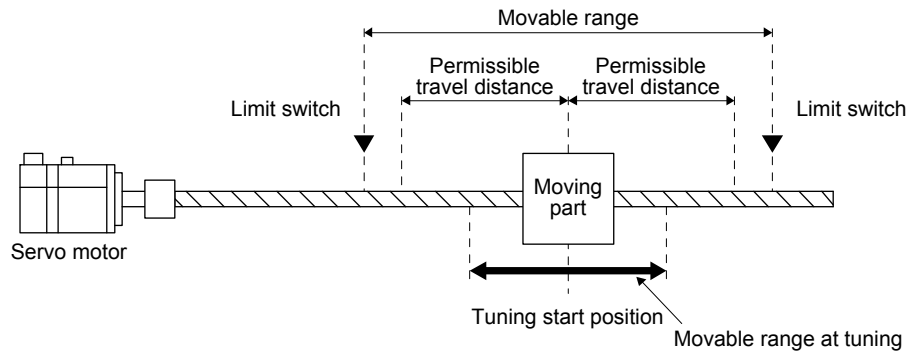 Movable range
Permissible
travel distance
Permissible
travel distance
Limit switch
Limit switch
Moving
part
Servo motor
Tuning start position
Movable range at tuning